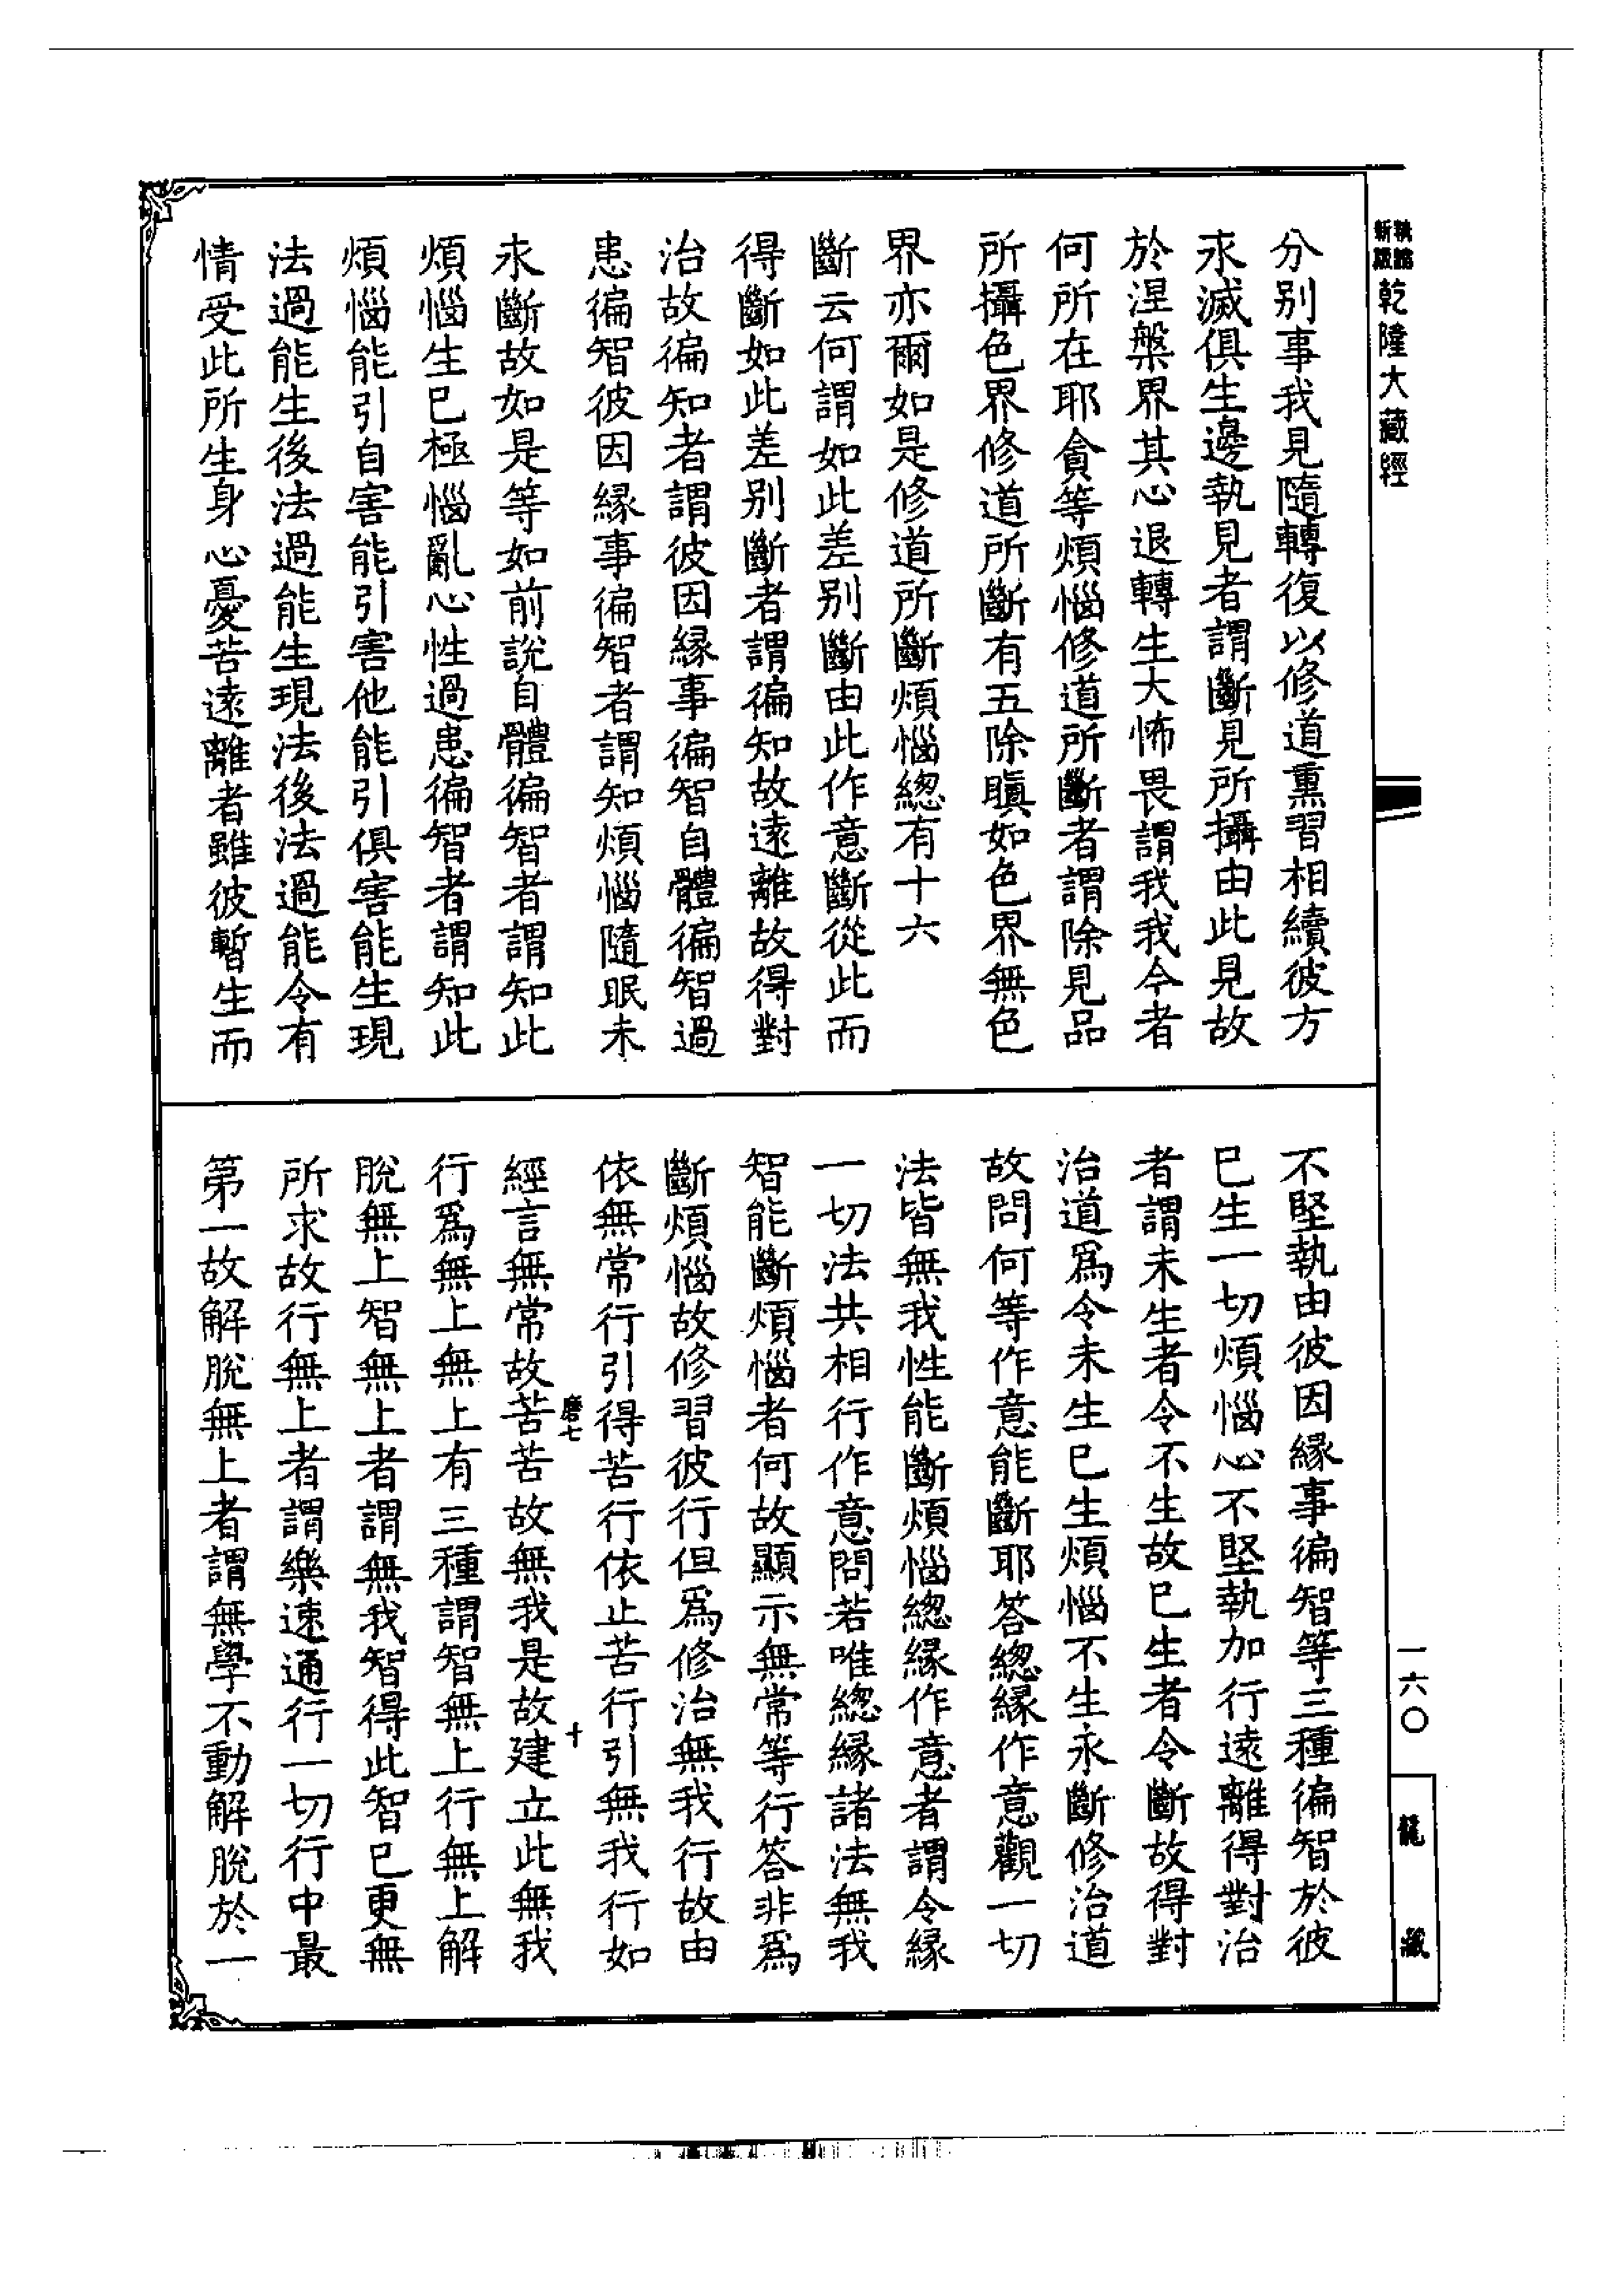 新版
乾隆大藏經
分别事我見隨轉復以修道熏習相續彼方
永滅俱生邊執見者謂斷見所攝由此見故
於涅槃界其心退轉生大怖畏謂我我今者
何所在耶貪等煩惱修道所斷者謂除見品
所攝色界修道所斷有五除瞋如色界無色
界亦爾如是修道所斷煩惱緫有十六
斷云何謂如此差别斷由此作意斷從此而
得斷如此差别斷者謂徧知故遠離故得對
治故徧知者謂彼因緣事徧智自體徧智過
患徧智彼因緣事徧智者謂知煩惱隨眠未
永斷故如是等如前說自體徧智者謂知此
煩惱生已極惱亂心性過患徧智者謂知此
煩惱能引自害能引害他能引俱害能生現
法過能生後法過能生現法後法過能令有
情受此所生身心憂苦遠離者雖彼暫生而
不堅執由彼因緣事徧智等三種徧智於彼
已生一切煩惱心不堅執加行遠離得對治
者謂未生者令不生故已生者令斷故得對
治道爲令未生已生煩惱不生永斷修治道
故問何等作意能斷耶答緫緣作意觀一切
法皆無我性能斷煩惱緫緣作意者謂令緣
一切法共相行作意問若唯緫緣諸法無我
智能斷煩惱者何故顯示無常等行答非爲
斷煩惱故修習彼行但爲修治無我行故由
依無常行引得苦行依止苦行引無我行如
磨七
十
經言無常故苦苦故無我是故建立此無我
行爲無上無上有三種謂智無上行無上解
脫無上智無上者謂無我智得此智已更無
所求故行無上者謂樂速通行一切行中最
第一故解脫無上者謂無學不動解脫於一
一六〇
龍藏